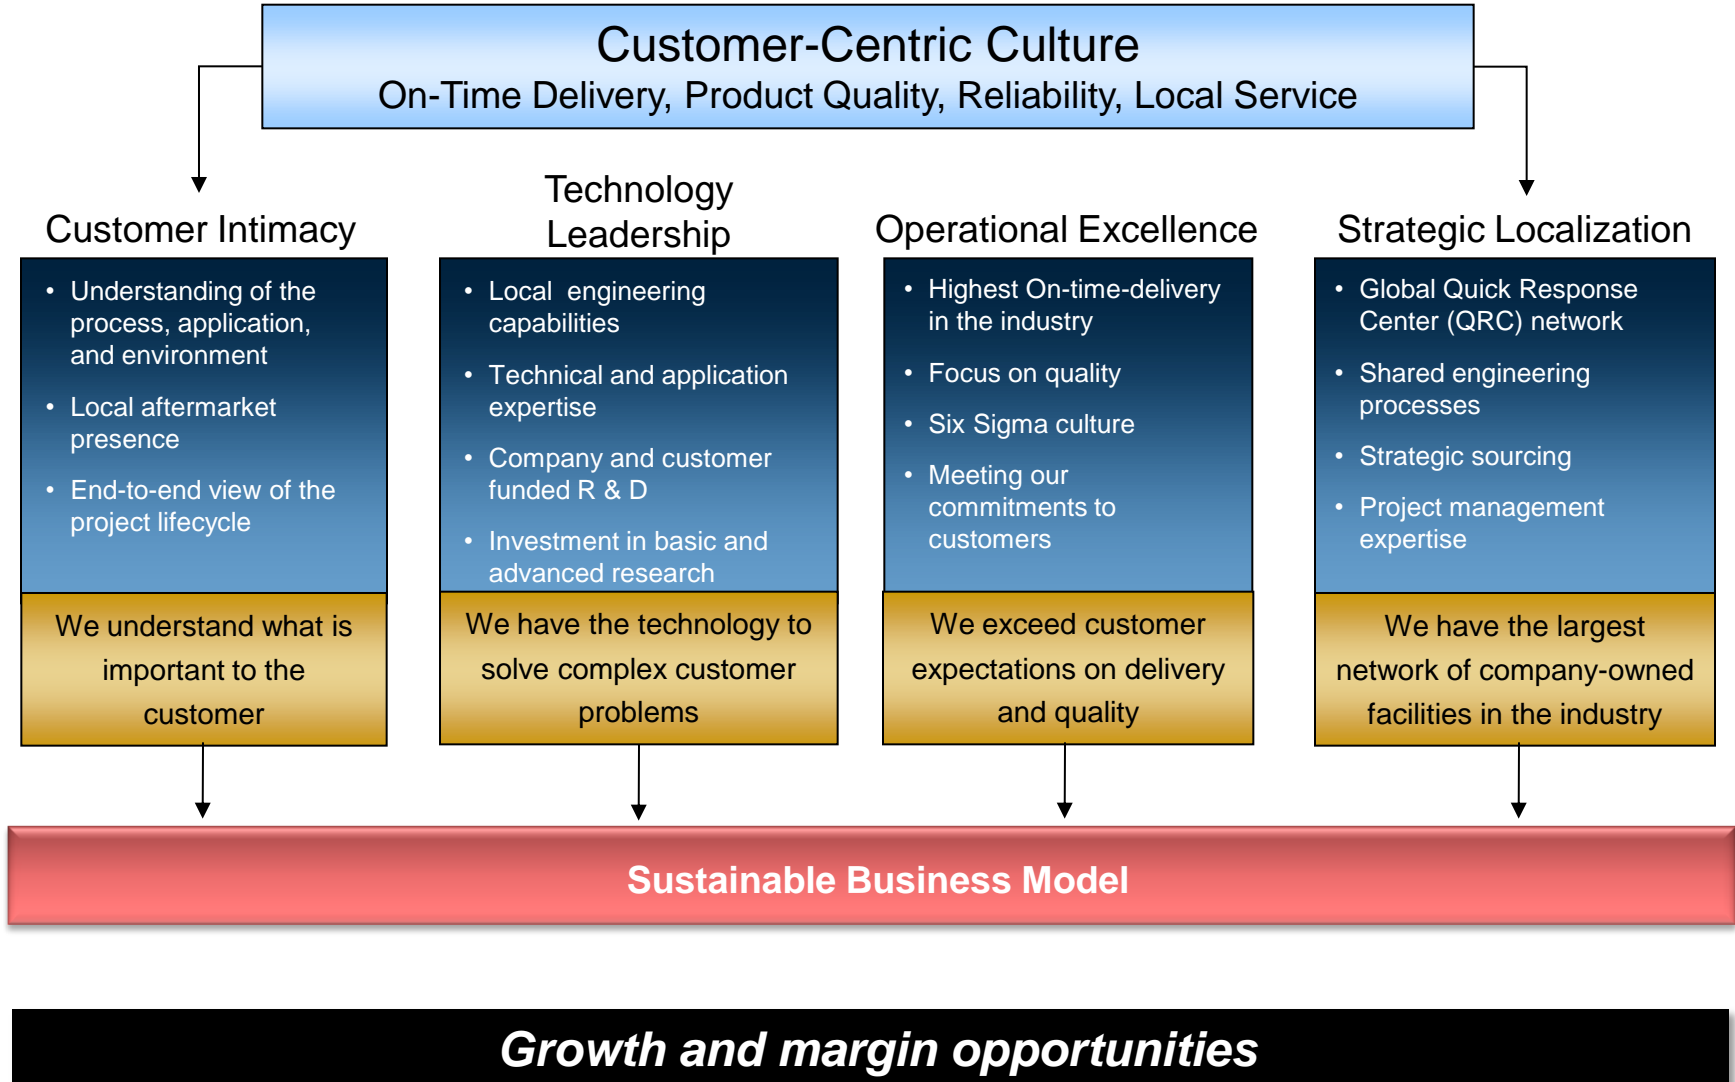 Customer-Centric Culture
On-Time Delivery, Product Quality, Reliability, Local Service
Customer Intimacy
• Understanding of the
process, application,
and environment
• Local aftermarket
presence
• End-to-end view of the
project lifecycle
We understand what is
important to the
customer
Technology
Leadership
• Local engineering
capabilities
• Technical and application
expertise
• Company and customer
funded R & D
• Investment in basic and
advanced research
We have the technology to
solve complex customer
problems
Operational Excellence
• Highest On-time-delivery
in the industry
• Focus on quality
• Six Sigma culture
• Meeting our
commitments to
customers
We exceed customer
expectations on delivery
and quality
Strategic Localization
• Global Quick Response
Center (QRC) network
• Shared engineering
processes
• Strategic sourcing
• Project management
expertise
We have the largest
network of company-owned
facilities in the industry
Sustainable Business Model
Growth and margin opportunities